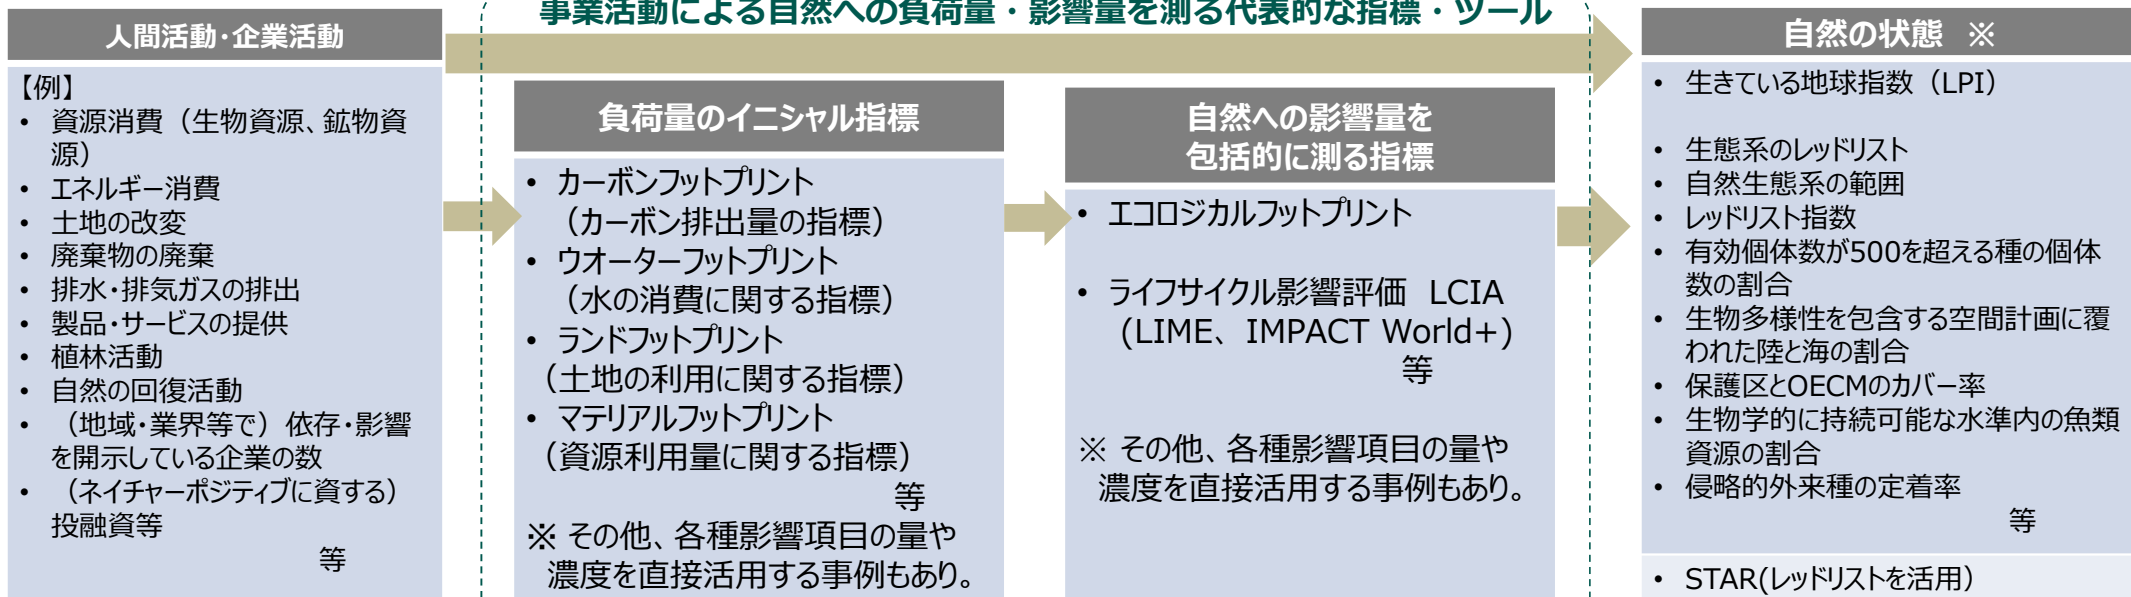 事業活動による自然への負荷量・影響量を測る代表的な指標・ツール
人間活動・企業活動
【例】
• 資源消費（生物資源、鉱物資
源）
• エネルギー消費
• 土地の改変
• 廃棄物の廃棄
• 排水・排気ガスの排出
• 製品・サービスの提供
• 植林活動
• 自然の回復活動
• （地域・業界等で）依存・影響
を開示している企業の数
• （ネイチャーポジティブに資する）
投融資等
等
負荷量のイニシャル指標
• カーボンフットプリント
（カーボン排出量の指標）
• ウオーターフットプリント
（水の消費に関する指標）
• ランドフットプリント
（土地の利用に関する指標）
• マテリアルフットプリント
（資源利用量に関する指標）
等
※ その他、各種影響項目の量や
濃度を直接活用する事例もあり。
自然への影響量を
包括的に測る指標
• エコロジカルフットプリント
• ライフサイクル影響評価 LCIA
(LIME、IMPACT World+)
等
※ その他、各種影響項目の量や
濃度を直接活用する事例もあり。
自然の状態 ※
• 生きている地球指数（LPI）
• 生態系のレッドリスト
• 自然生態系の範囲
• レッドリスト指数
• 有効個体数が500を超える種の個体
数の割合
• 生物多様性を包含する空間計画に覆
われた陸と海の割合
• 保護区とOECMのカバー率
• 生物学的に持続可能な水準内の魚類
資源の割合
• 侵略的外来種の定着率
等
• STAR(レッドリストを活用）